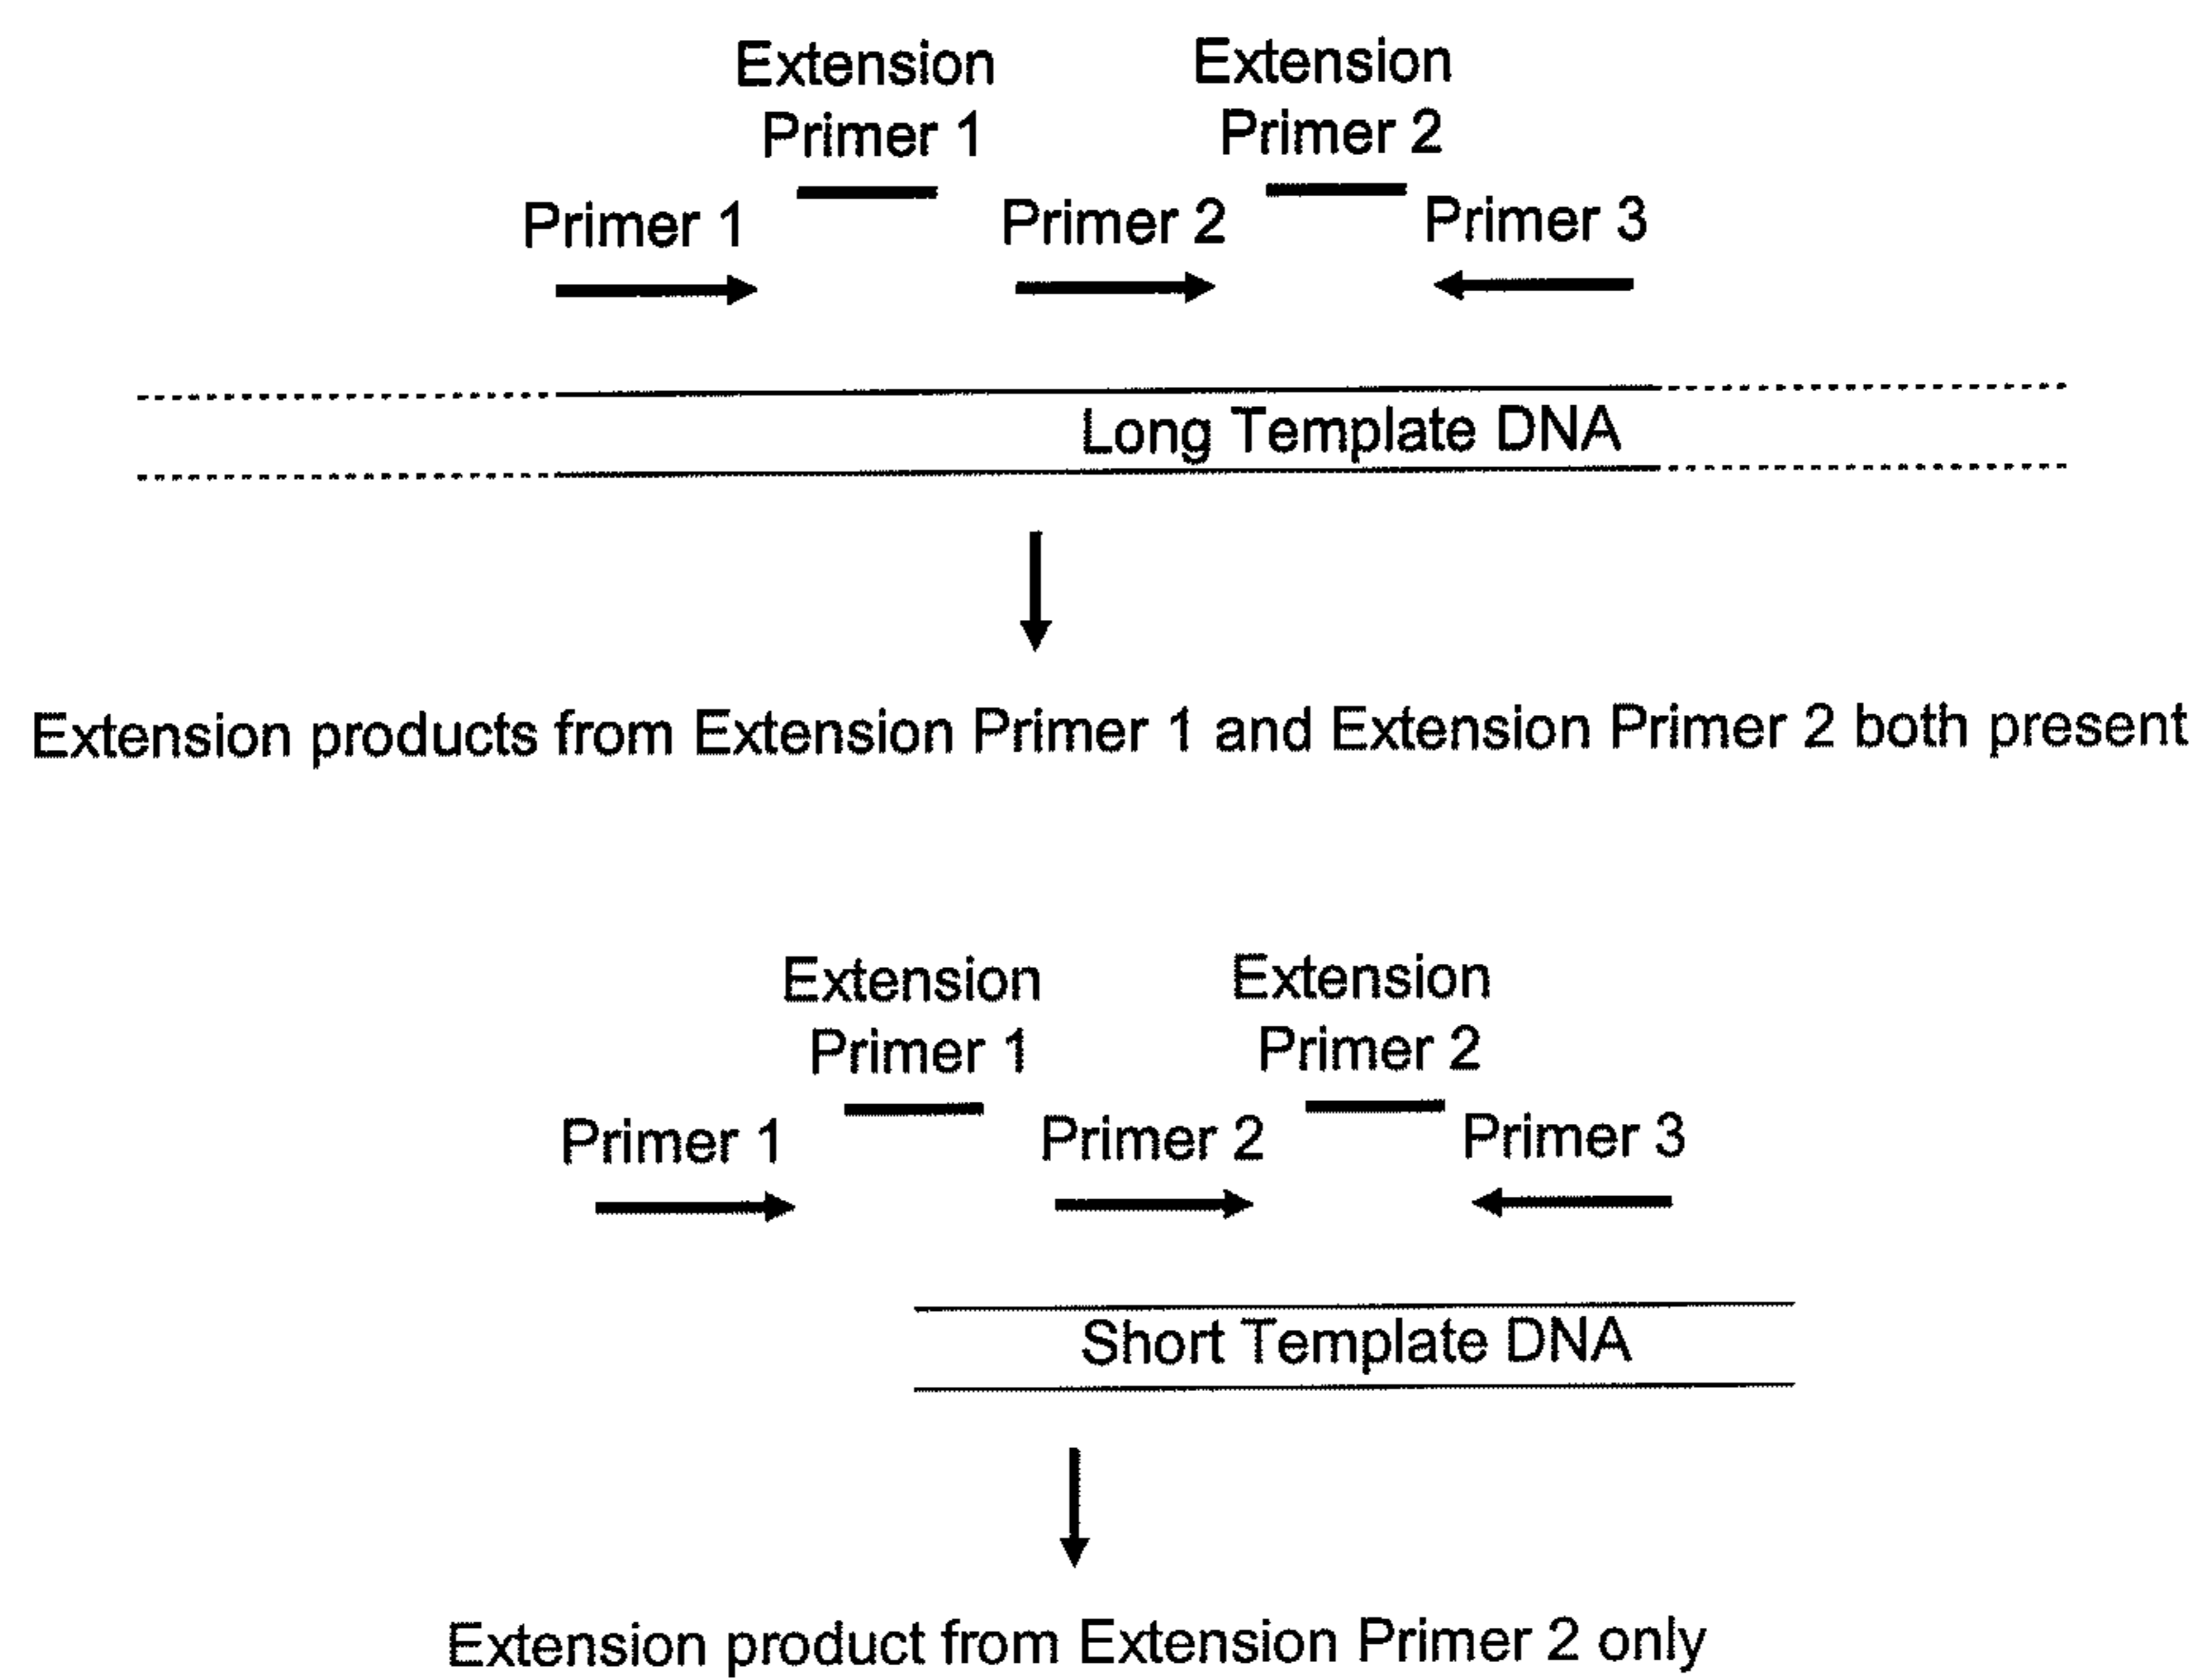 Extension
Primer 1
Extension
Primer 2
Primer 1
Primer 2
Primer 3
Long Template DNA
Extension products from Extension Primer 1 and Extension Primer 2 both present
Extension
Primer 1
Extension
Primer 2
Primer 1
Primer 2
Primer 3
Short Template DNA
Extension product from Extension Primer 2 only